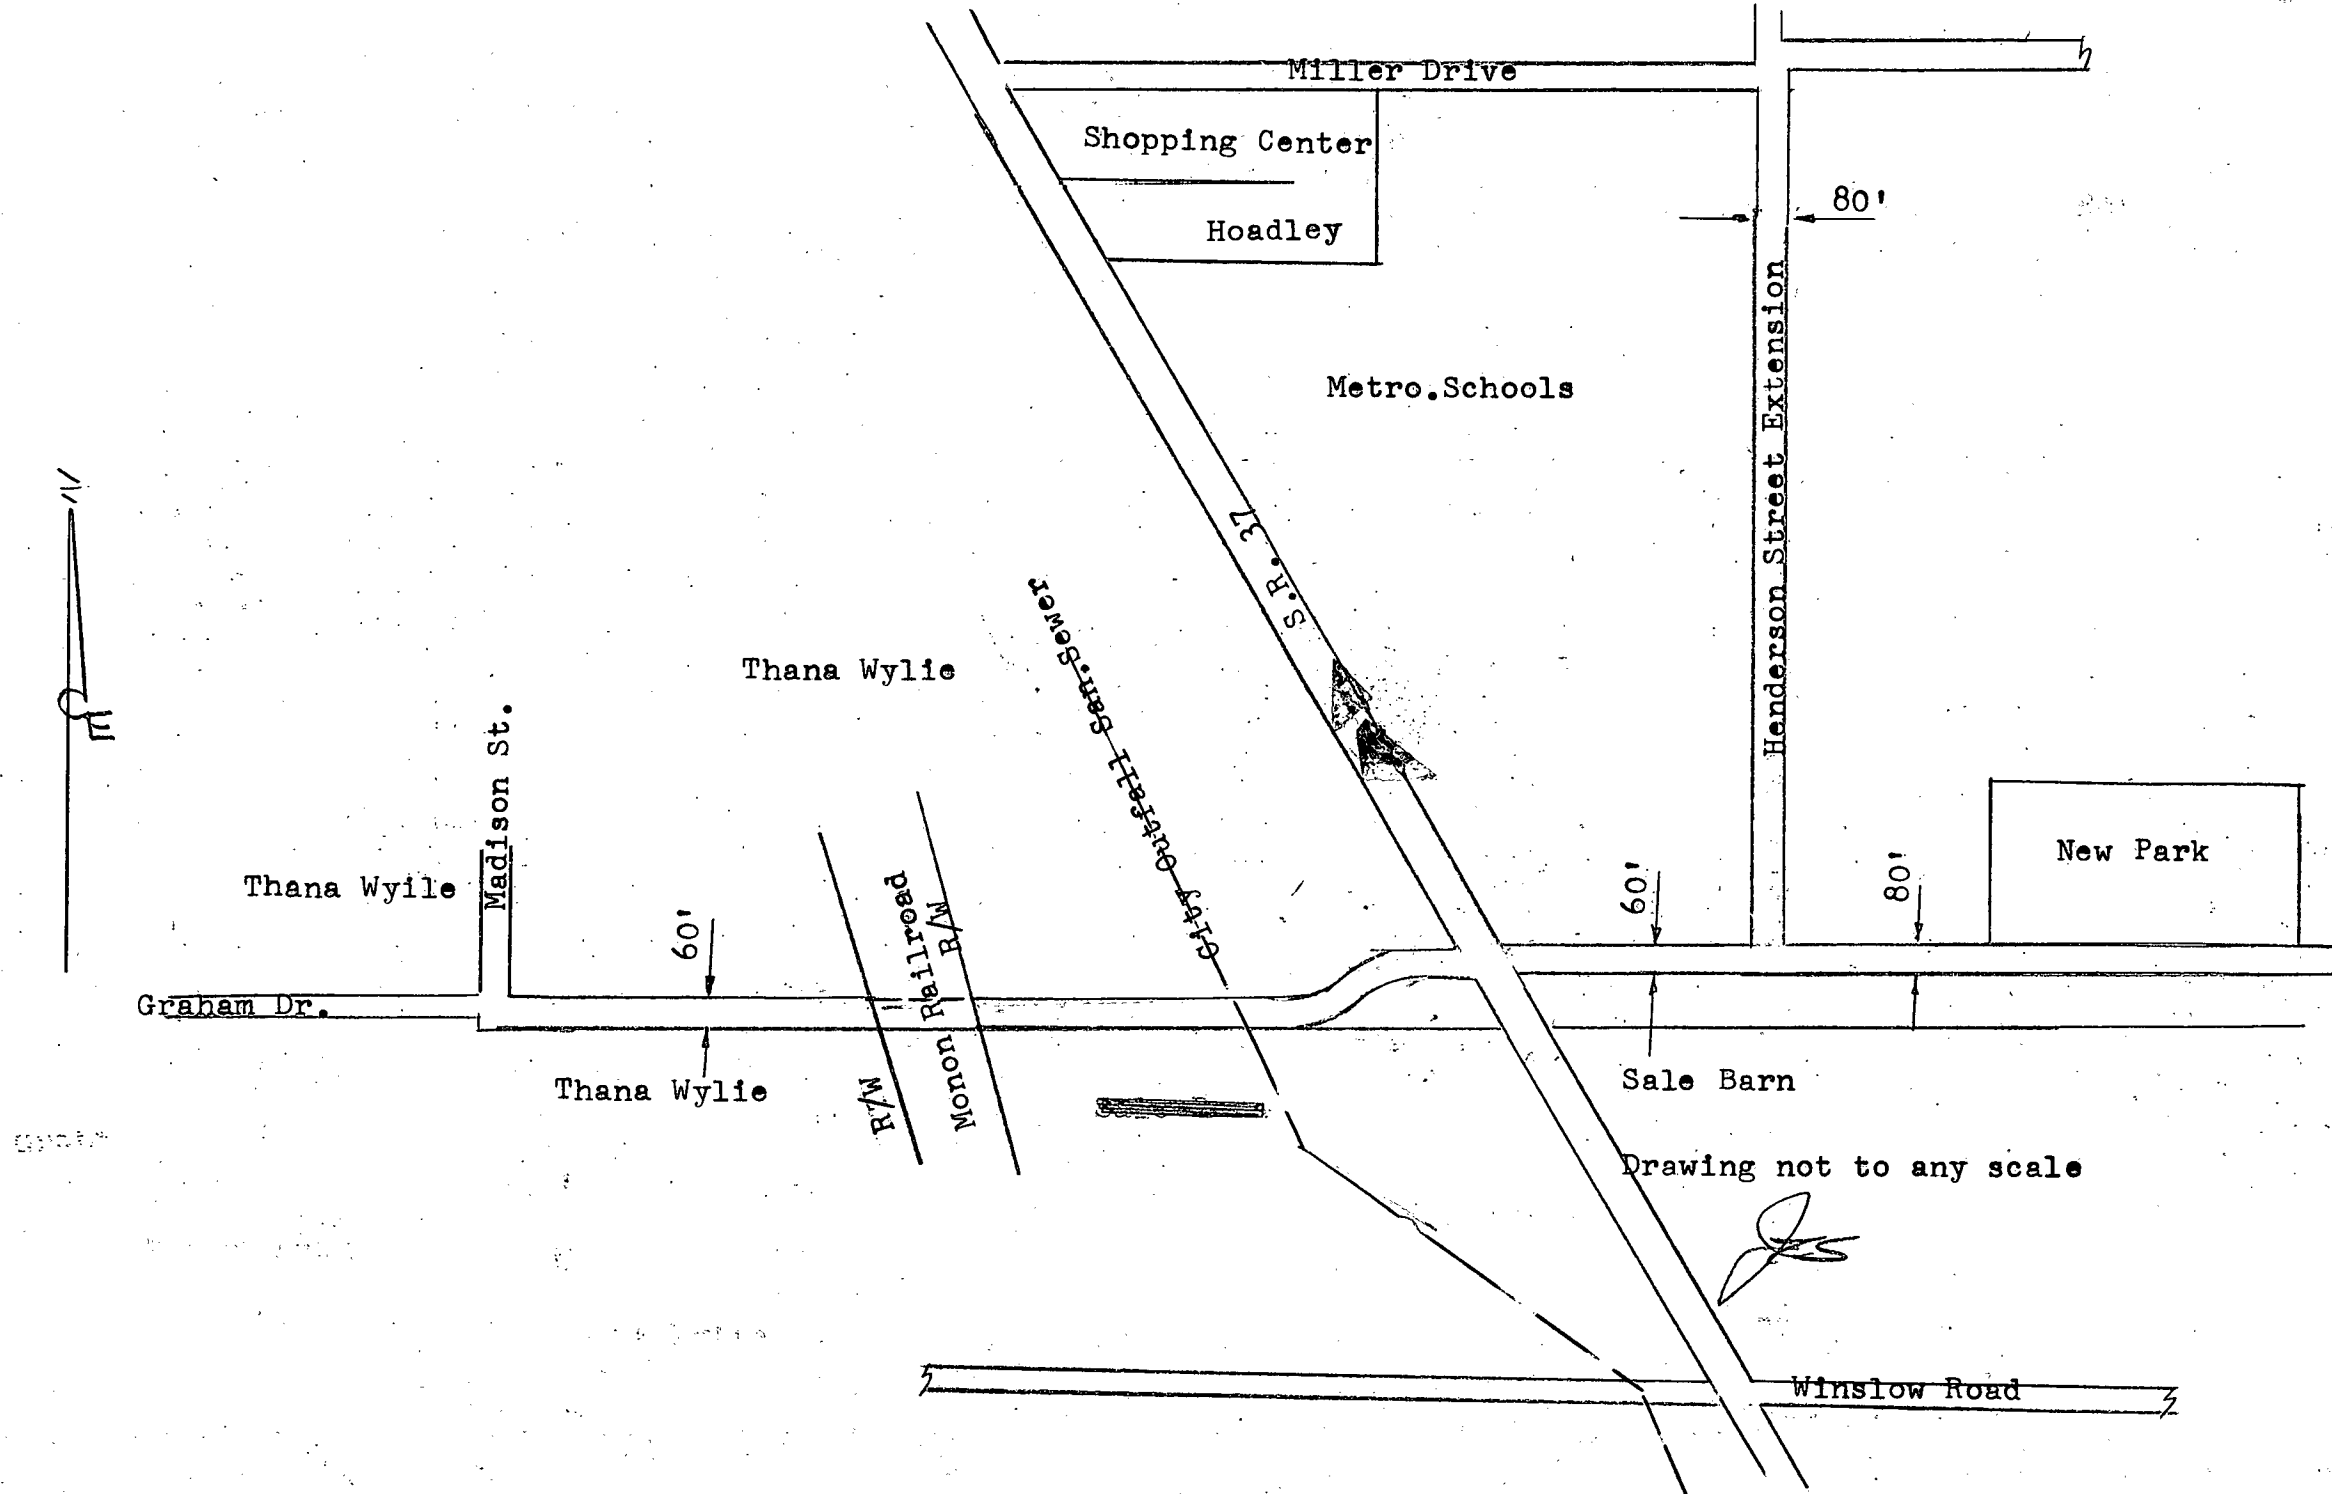 Miller Drive
Shopping Center
80'
Hoadley
Henderson Street Extension
Metro.Schools
N
S.R. 37
City Outfall San.Sewer
Thana Wylie
Madison St.
E
New Park
Thana Wyile
60'
80'
60'
Monon Railroad
R/W
Graham Dr.
R/W
Thana Wylie
Sale Barn
Drawing not to any scale
Winslow Road